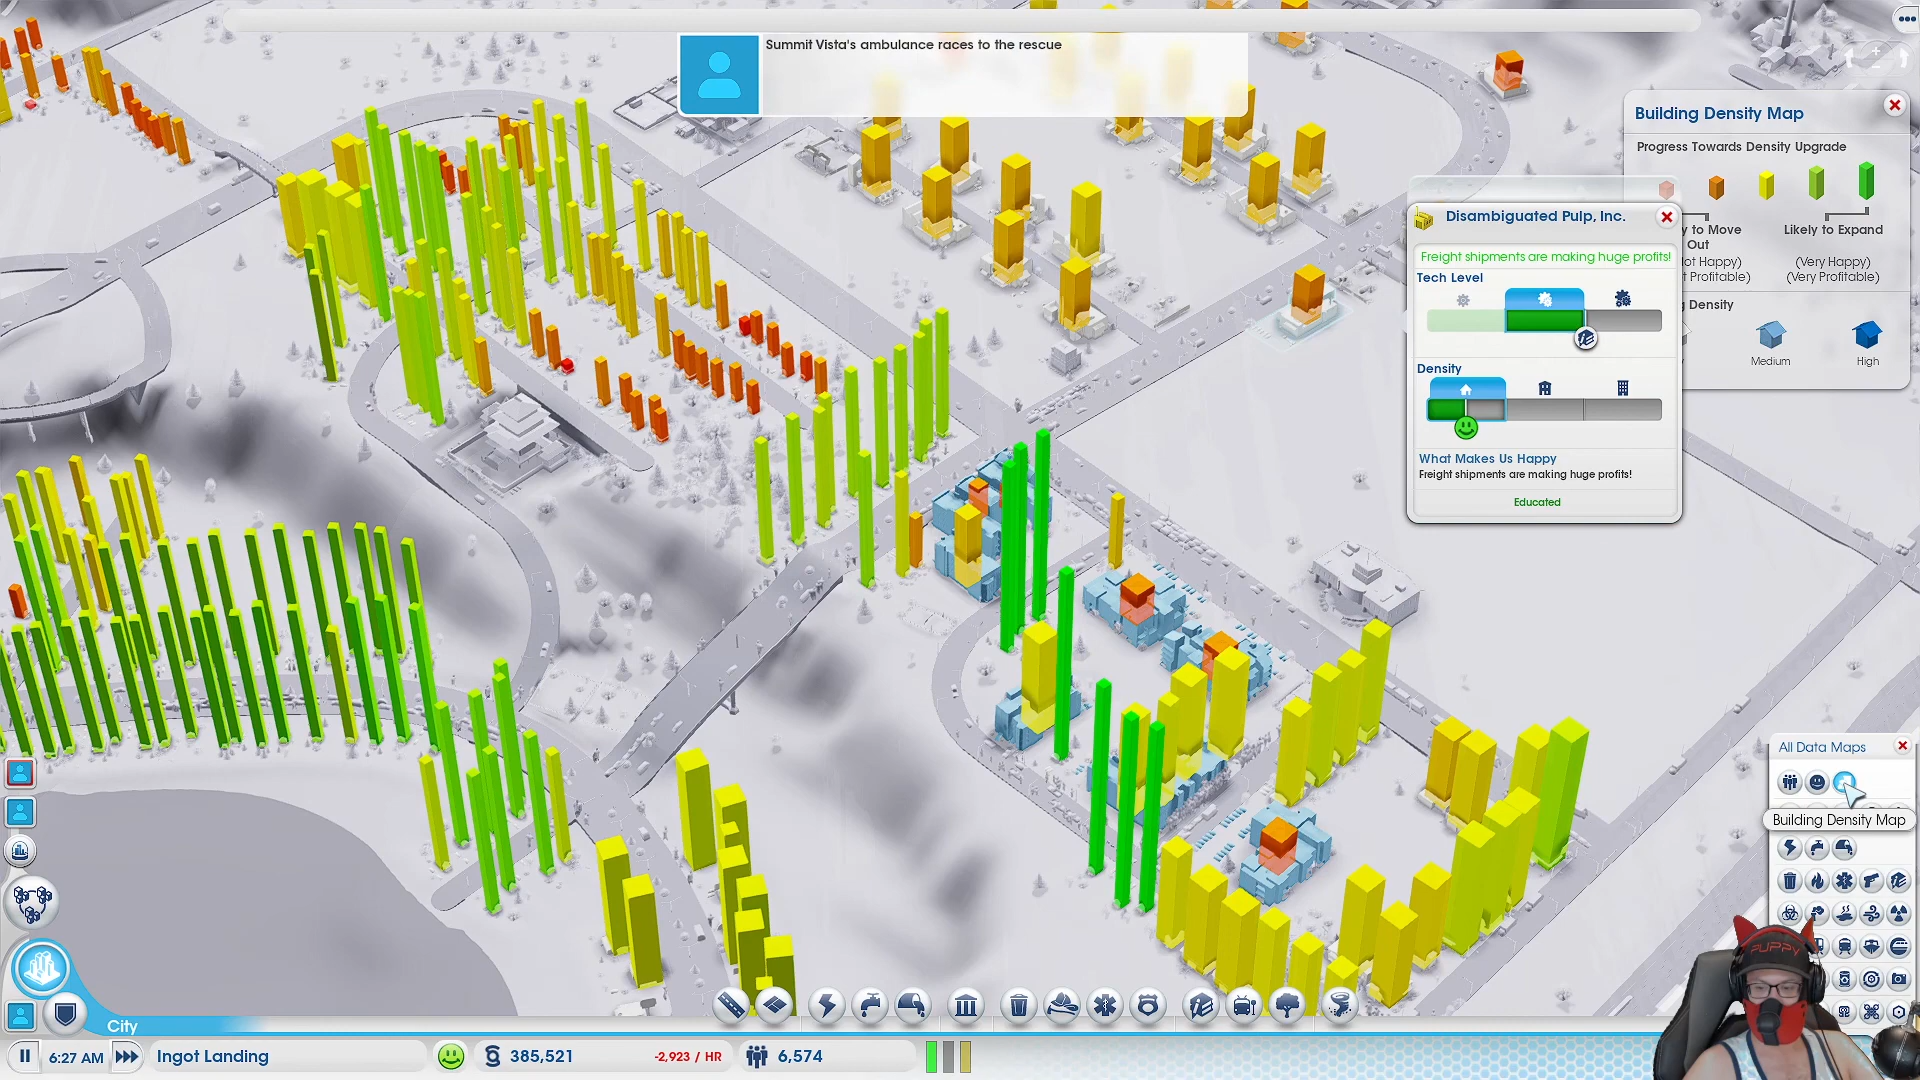 Summit Vista's ambulance races to the rescue
Building Density Map
Progress Towards Density Upgrade
y to Move
Out
Likely to Expand
ot Happy)
(Very Happy)
t Profitable)
(Very Profitable)
g Density
Medium
High
Disambiguated Pulp, Inc.
Freight shipments are making huge profits!
Tech Level
Density
What Makes Us Happy
Freight shipments are making huge profits!
Educated
All Data Maps
Building Density Map
PUPPY
City
6:27 AM
Ingot Landing
385,521
-2,923 / HR
6,574